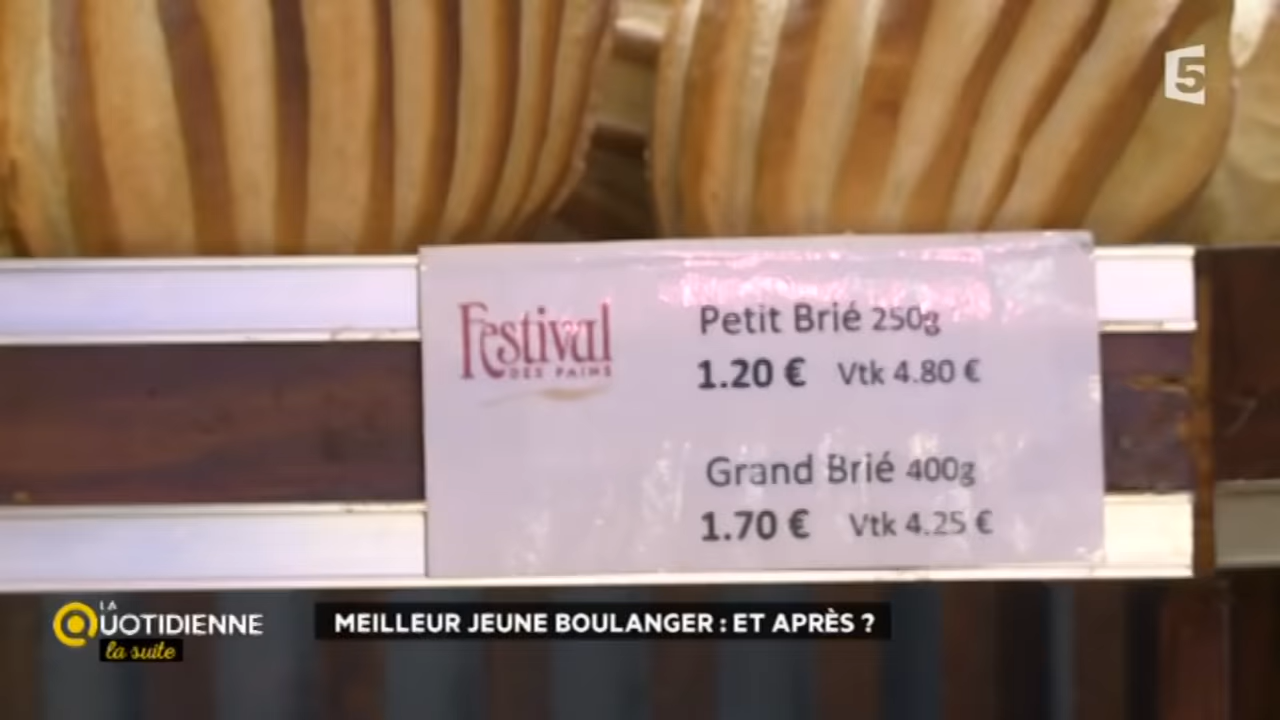 5
Festival
DES PAINS
Petit Brié 250g
1.20 € Vtk 4.80 €
Grand Brié 400g
1.70 € Vtk 4.25 €
LA
QUOTIDIENNE
la suite
MEILLEUR JEUNE BOULANGER : ET APRÈS ?